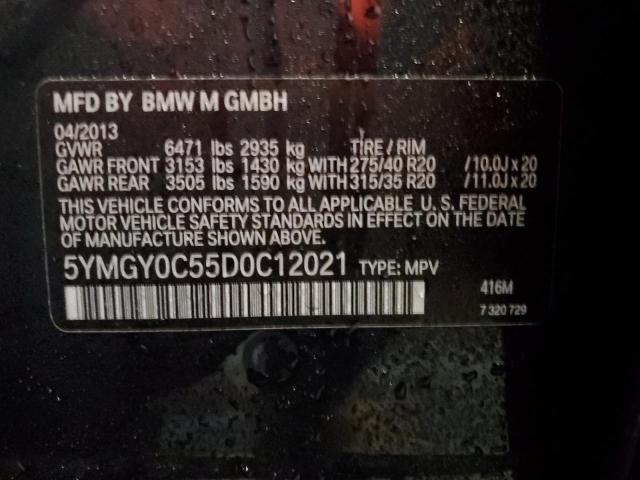 MFD BY BMW M GMBH
04/2013
GVWR 6471 lbs 2935 kg TIRE / RIM
GAWR FRONT 3153 lbs 1430 kg WITH 275/40 R20 / 10.0J x 20
GAWR REAR 3505 lbs 1590 kg WITH 315/35 R20 / 11.0J x 20
THIS VEHICLE CONFORMS TO ALL APPLICABLE U. S. FEDERAL
MOTOR VEHICLE SAFETY STANDARDS IN EFFECT ON THE DATE
OF MANUFACTURE SHOWN ABOVE.
5YMGY0C55D0C12021 TYPE: MPV
416M
7 320 729